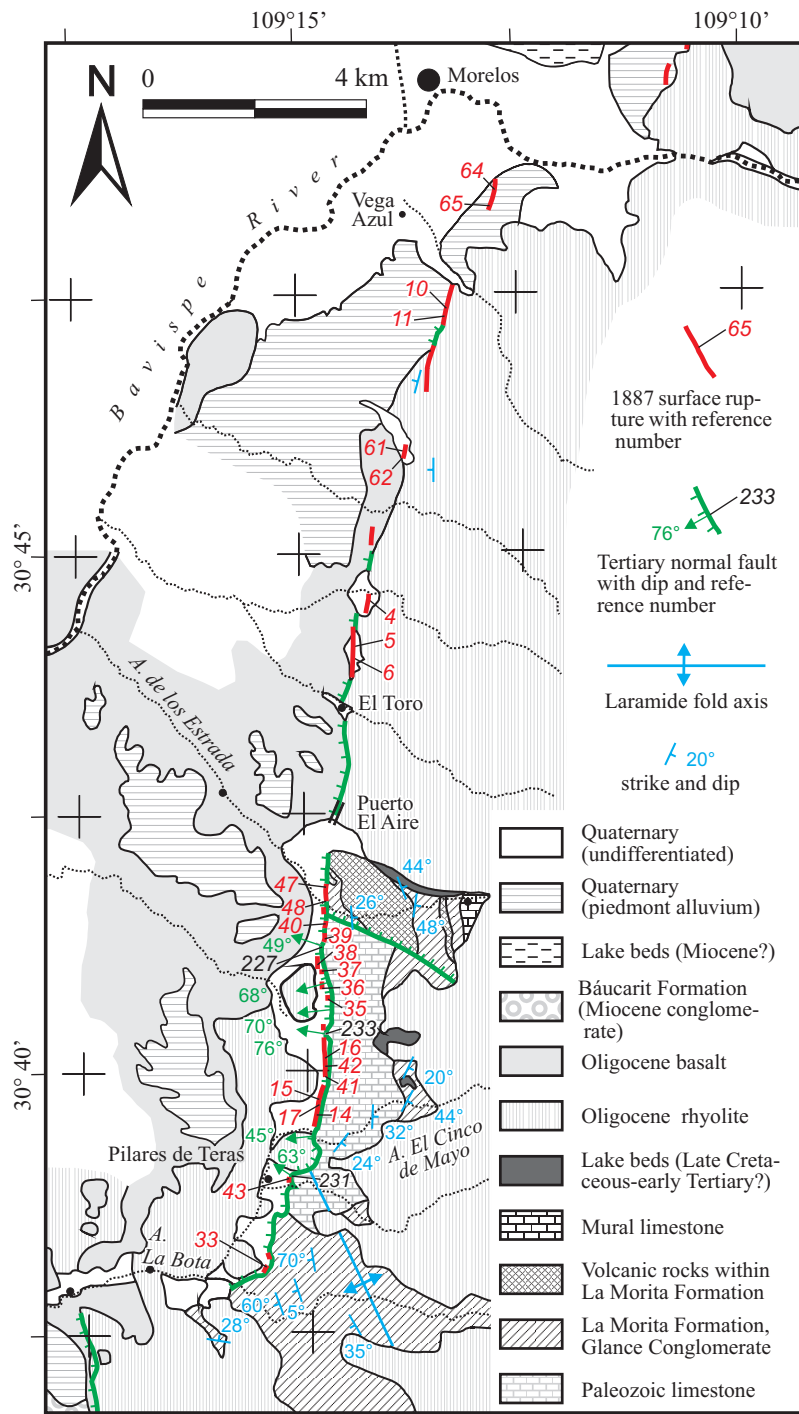 109° 15’
109° 10’
N
0
4 km
Morelos
64
65
Vega
Azul
Bavispe River
10
11
65
1887 surface rup-
ture with reference
number
61
62
233
76°
Tertiary normal fault
with dip and refe-
rence number
30° 45’
4
5
6
Laramide fold axis
El Toro
A. de los Estrada
20°
strike and dip
Puerto
El Aire
Quaternary
(undifferentiated)
47
44°
48
26°
40
48°
Quaternary
(piedmont alluvium)
49°
39
227
38
Lake beds (Miocene?)
37
68°
36
35
Báucarit Formation
(Miocene conglome-
rate)
70°
233
76°
16
42
Oligocene basalt
30° 40’
41
20°
15
17
14
44°
Oligocene rhyolite
45°
32°
A. El Cinco
de Mayo
Pilares de Teras
63°
24°
Lake beds (Late Creta-
ceous-early Tertiary?)
43
231
Mural limestone
A.
La Bota
33
70°
Volcanic rocks within
La Morita Formation
60°
5°
28°
35°
La Morita Formation,
Glance Conglomerate
Paleozoic limestone